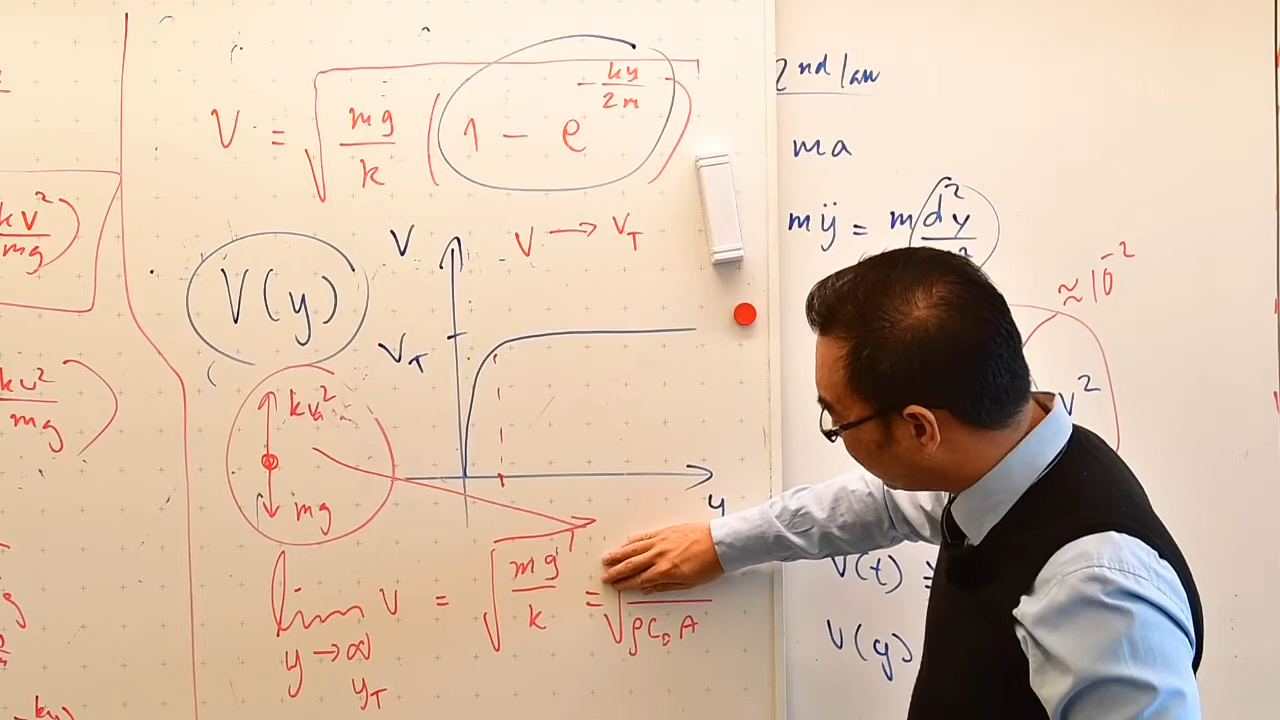 V = √(mg/k (1 - e^(-ky/2m)))
kv²/mg)
V(y)
V
V → V_T
V_T
y
kv²
mg
kv²/mg)
lim V = √(mg/k) = √( /ρC_D A)
y→∞
y_T
2nd law
ma
mÿ = m d²y
≈10⁻²
v²
V(t) ≅
V(y)